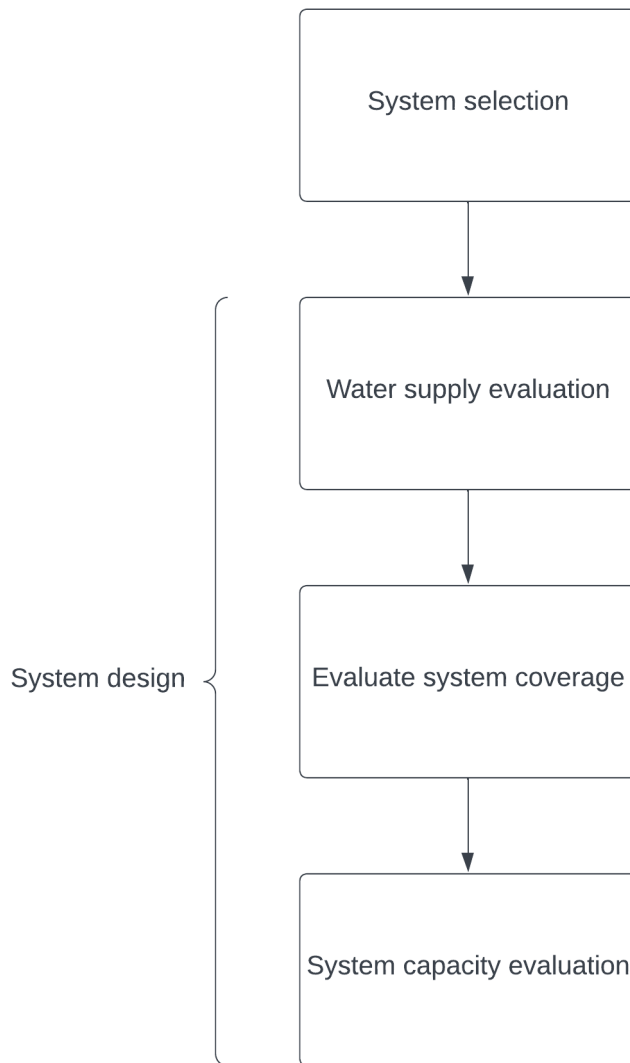 System selection
Water supply evaluation
System design
Evaluate system coverage
System capacity evaluation